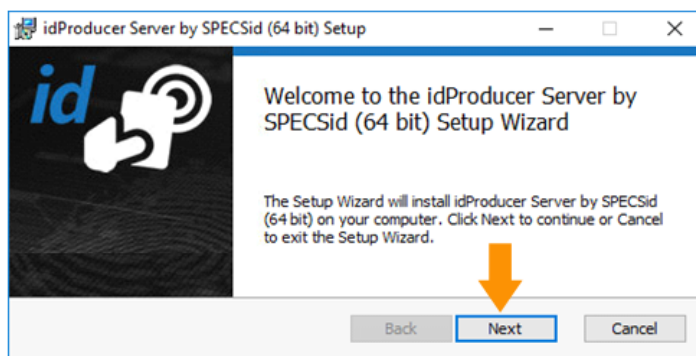 idProducer Server by SPECSid (64 bit) Setup
id
Welcome to the idProducer Server by
SPECSid (64 bit) Setup Wizard
The Setup Wizard will install idProducer Server by SPECSid
(64 bit) on your computer. Click Next to continue or Cancel
to exit the Setup Wizard.
Back Next Cancel